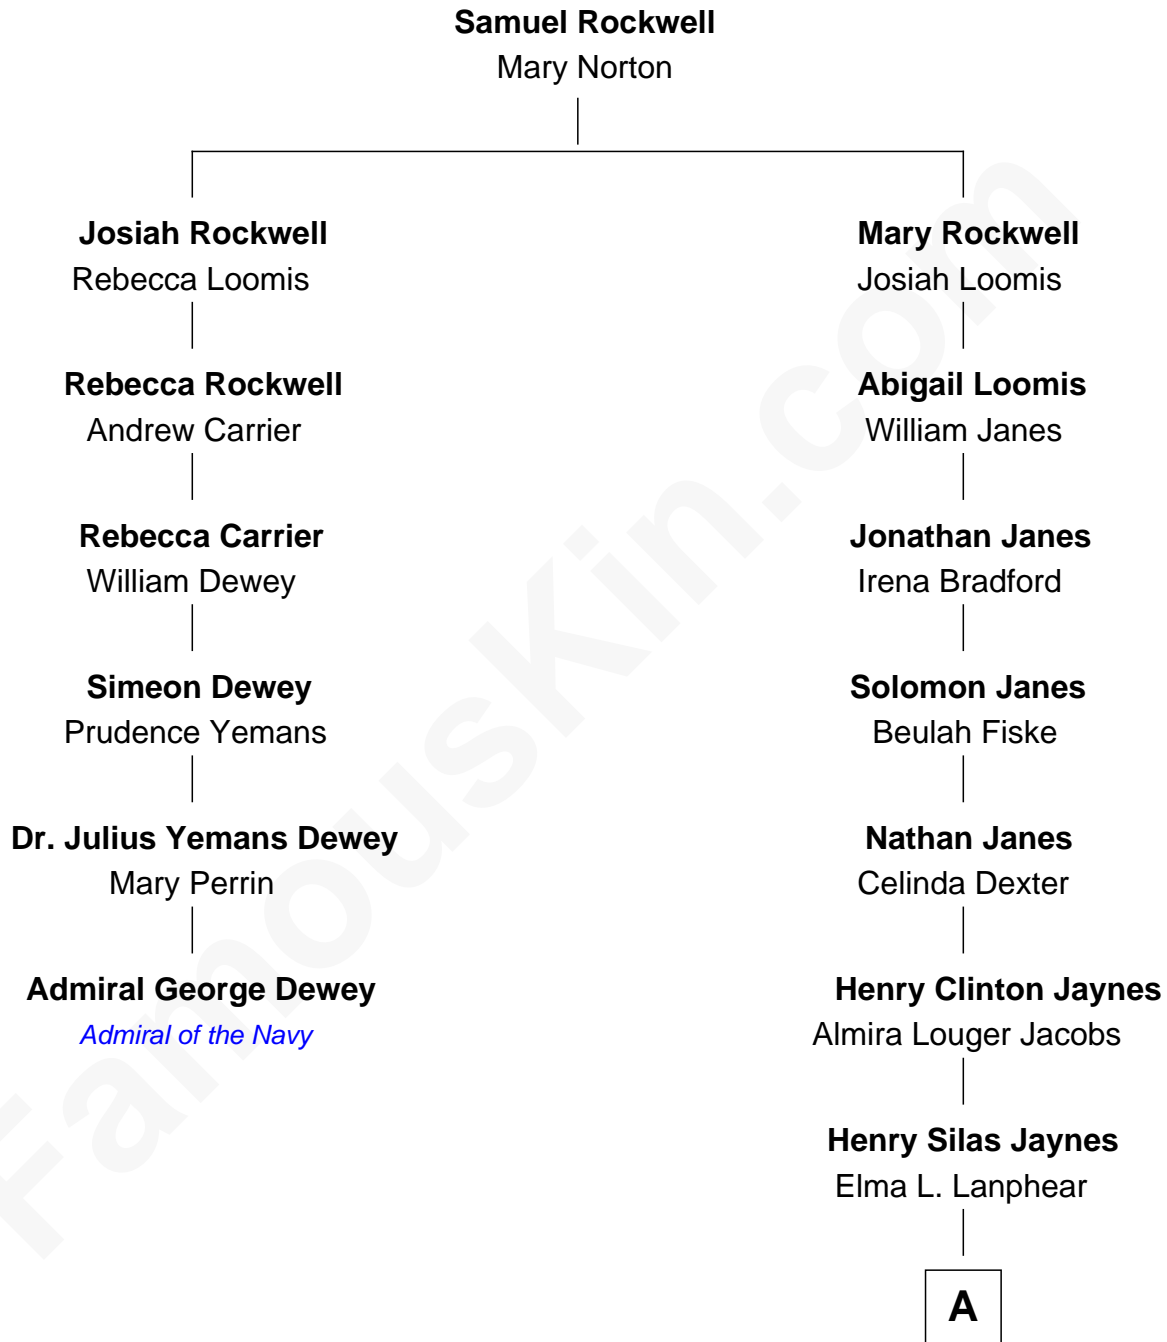 Samuel Rockwell
Mary Norton
Josiah Rockwell
Rebecca Loomis
Mary Rockwell
Josiah Loomis
Rebecca Rockwell
Andrew Carrier
Abigail Loomis
William Janes
Rebecca Carrier
William Dewey
Jonathan Janes
Irena Bradford
Simeon Dewey
Prudence Yemans
Solomon Janes
Beulah Fiske
Dr. Julius Yemans Dewey
Mary Perrin
Nathan Janes
Celinda Dexter
Admiral George Dewey
Admiral of the Navy
Henry Clinton Jaynes
Almira Louger Jacobs
Henry Silas Jaynes
Elma L. Lanphear
A
FamousKin.com